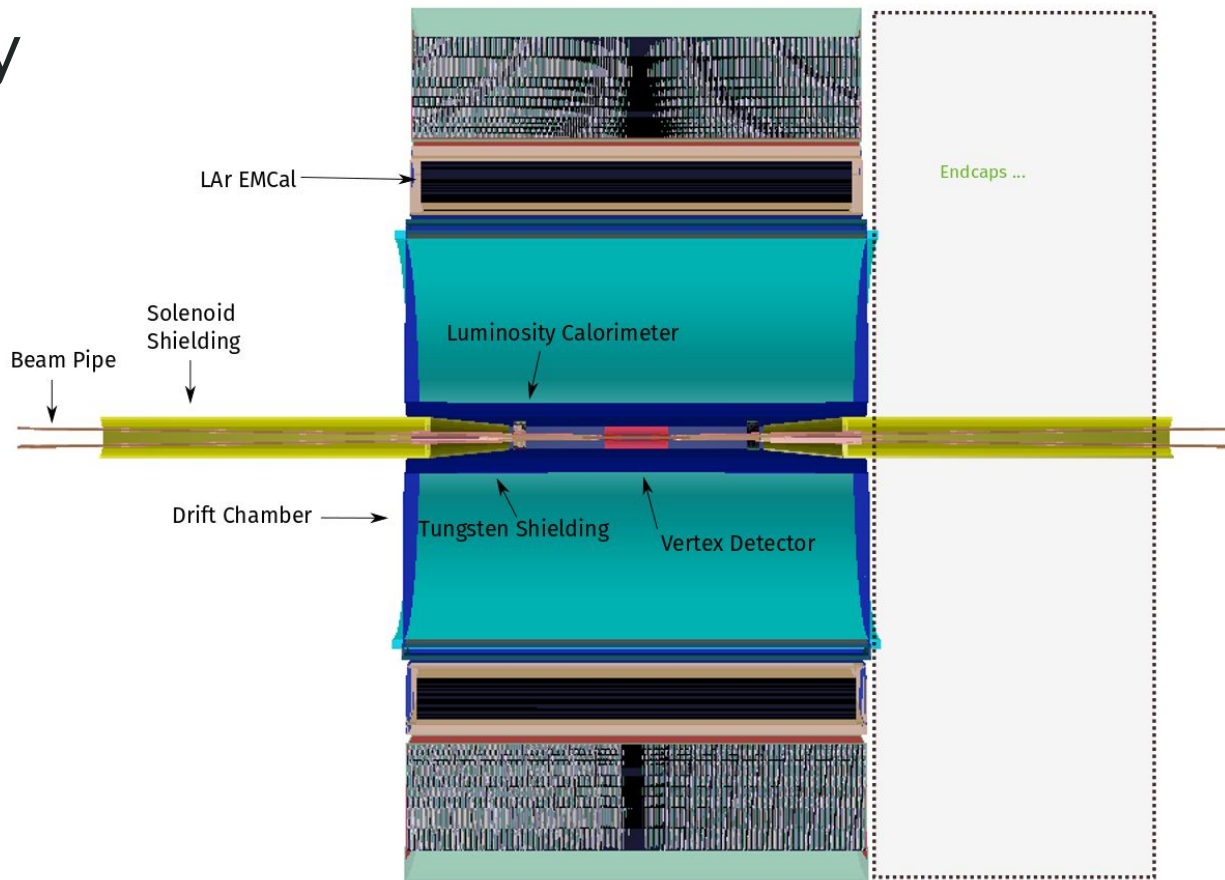 y
LAr EMCal
Endcaps ...
Solenoid
Shielding
Luminosity Calorimeter
Beam Pipe
Drift Chamber
Tungsten Shielding
Vertex Detector